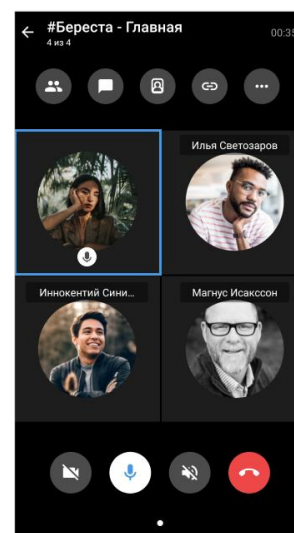 #Береста - Главная
4 из 4
00:35
Илья Светозаров
Иннокентий Сини...
Магнус Исакссон